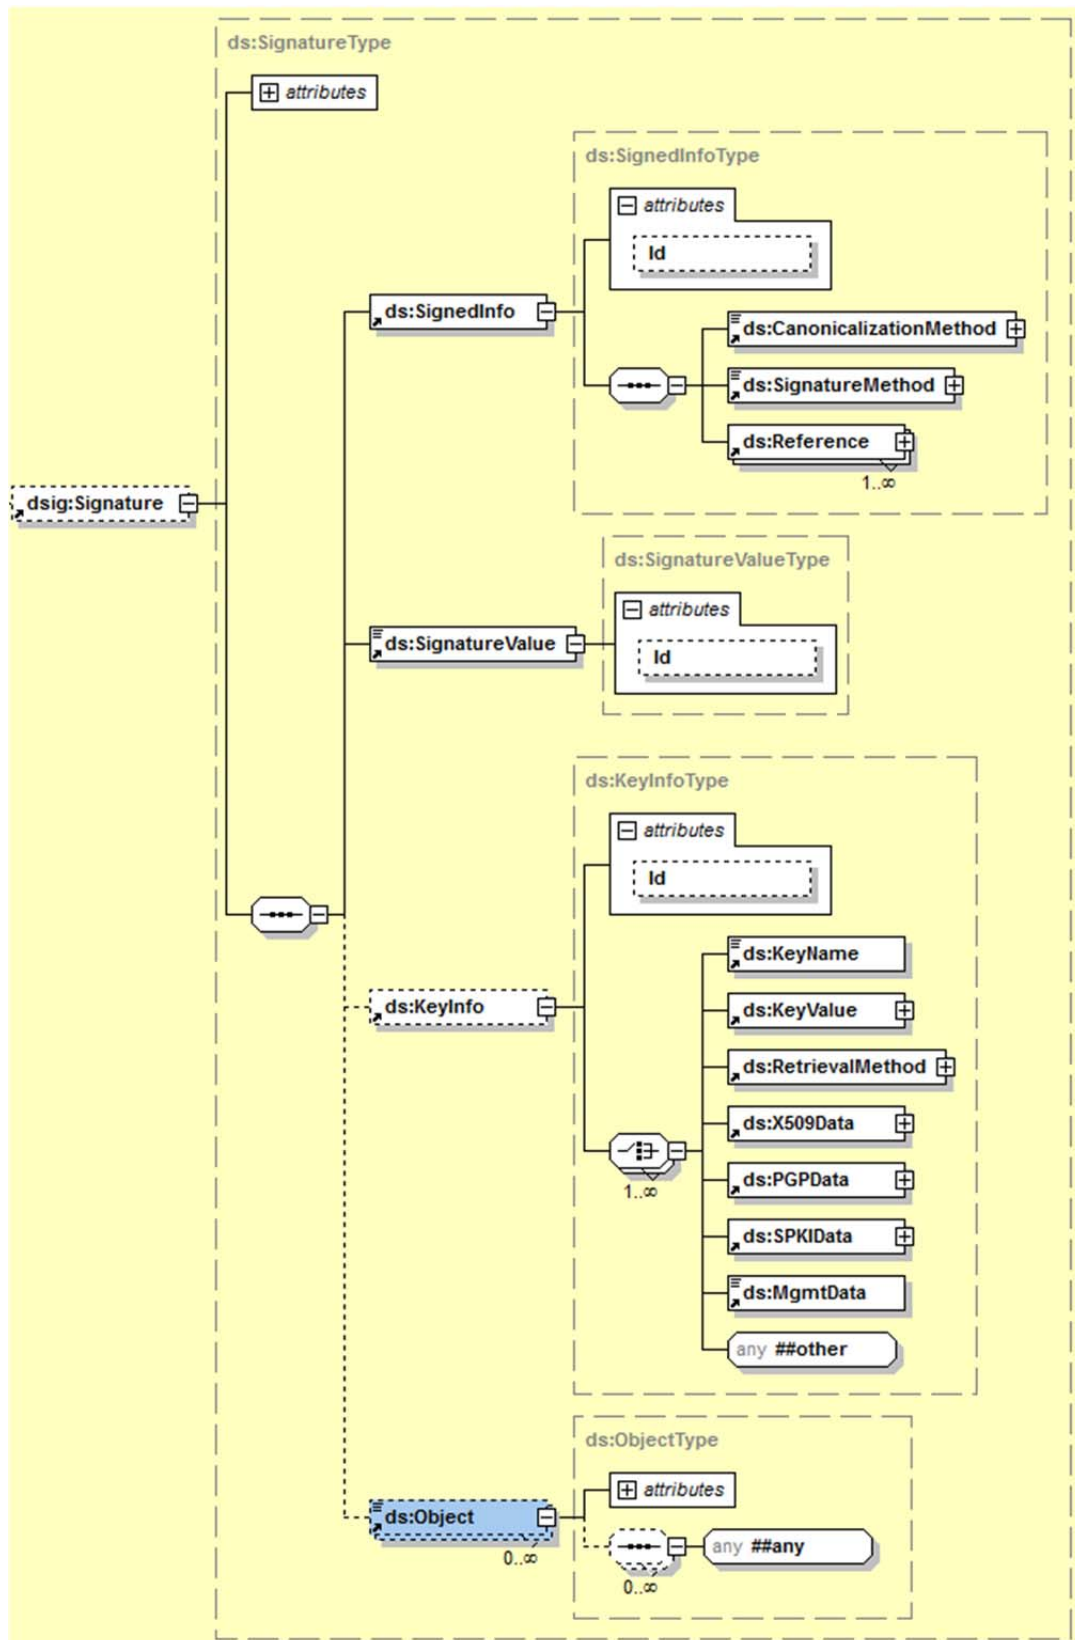 ds:SignatureType
attributes
ds:SignedInfoType
attributes
Id
ds:SignedInfo
ds:CanonicalizationMethod
ds:SignatureMethod
ds:Reference
1..∞
dsig:Signature
ds:SignatureValueType
attributes
ds:SignatureValue
Id
ds:KeyInfoType
attributes
Id
ds:KeyName
ds:KeyInfo
ds:KeyValue
ds:RetrievalMethod
ds:X509Data
ds:PGPData
1..∞
ds:SPKIData
ds:MgmtData
any ##other
ds:ObjectType
attributes
ds:Object
0..∞
any ##any
0..∞